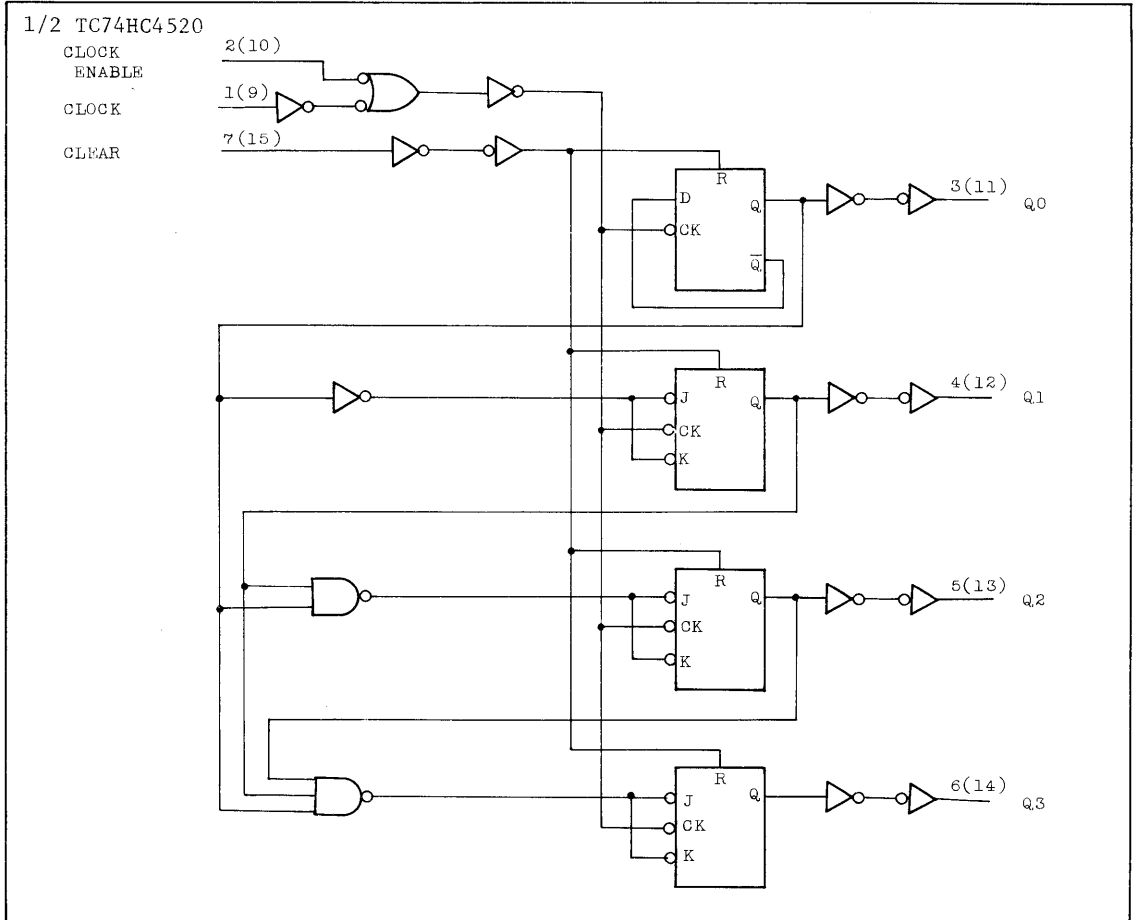 1/2 TC74HC4520
CLOCK ENABLE 2(10)
CLOCK 1(9)
CLEAR 7(15)
R
D Q 3(11) Q0
CK
Q̅
R
J Q 4(12) Q1
CK
K
R
J Q 5(13) Q2
CK
K
R
J Q 6(14) Q3
CK
K